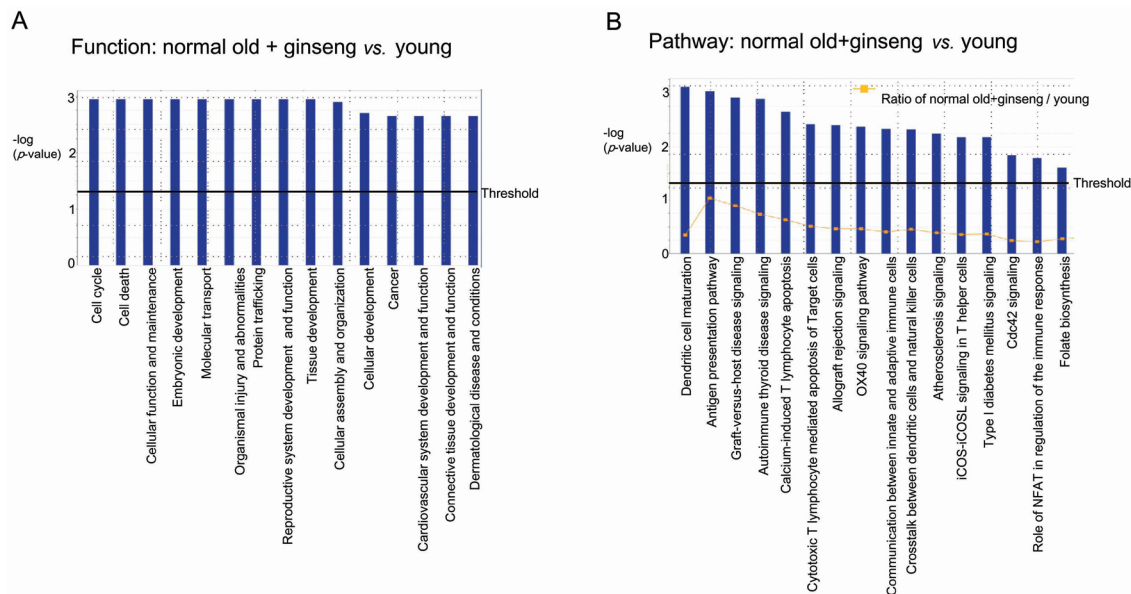 A
Function: normal old + ginseng vs. young
3
-log
(p-value)
2
Threshold
1
0
Cell cycle
Cell death
Cellular function and maintenance
Embryonic development
Molecular transport
Organismal injury and abnormalities
Protein trafficking
Reproductive system development and function
Tissue development
Cellular assembly and organization
Cellular development
Cancer
Cardiovascular system development and function
Connective tissue development and function
Dermatological disease and conditions
B
Pathway: normal old+ginseng vs. young
3
Ratio of normal old+ginseng / young
-log
(p-value)
2
Threshold
1
0
Dendritic cell maturation
Antigen presentation pathway
Graft-versus-host disease signaling
Autoimmune thyroid disease signaling
Calcium-induced T lymphocyte apoptosis
Cytotoxic T lymphocyte mediated apoptosis of Target cells
Allograft rejection signaling
OX40 signaling pathway
Communication between innate and adaptive immune cells
Crosstalk between dendritic cells and natural killer cells
Atherosclerosis signaling
iCOS-iCOSL signaling in T helper cells
Type I diabetes mellitus signaling
Cdc42 signaling
Role of NFAT in regulation of the immune response
Folate biosynthesis